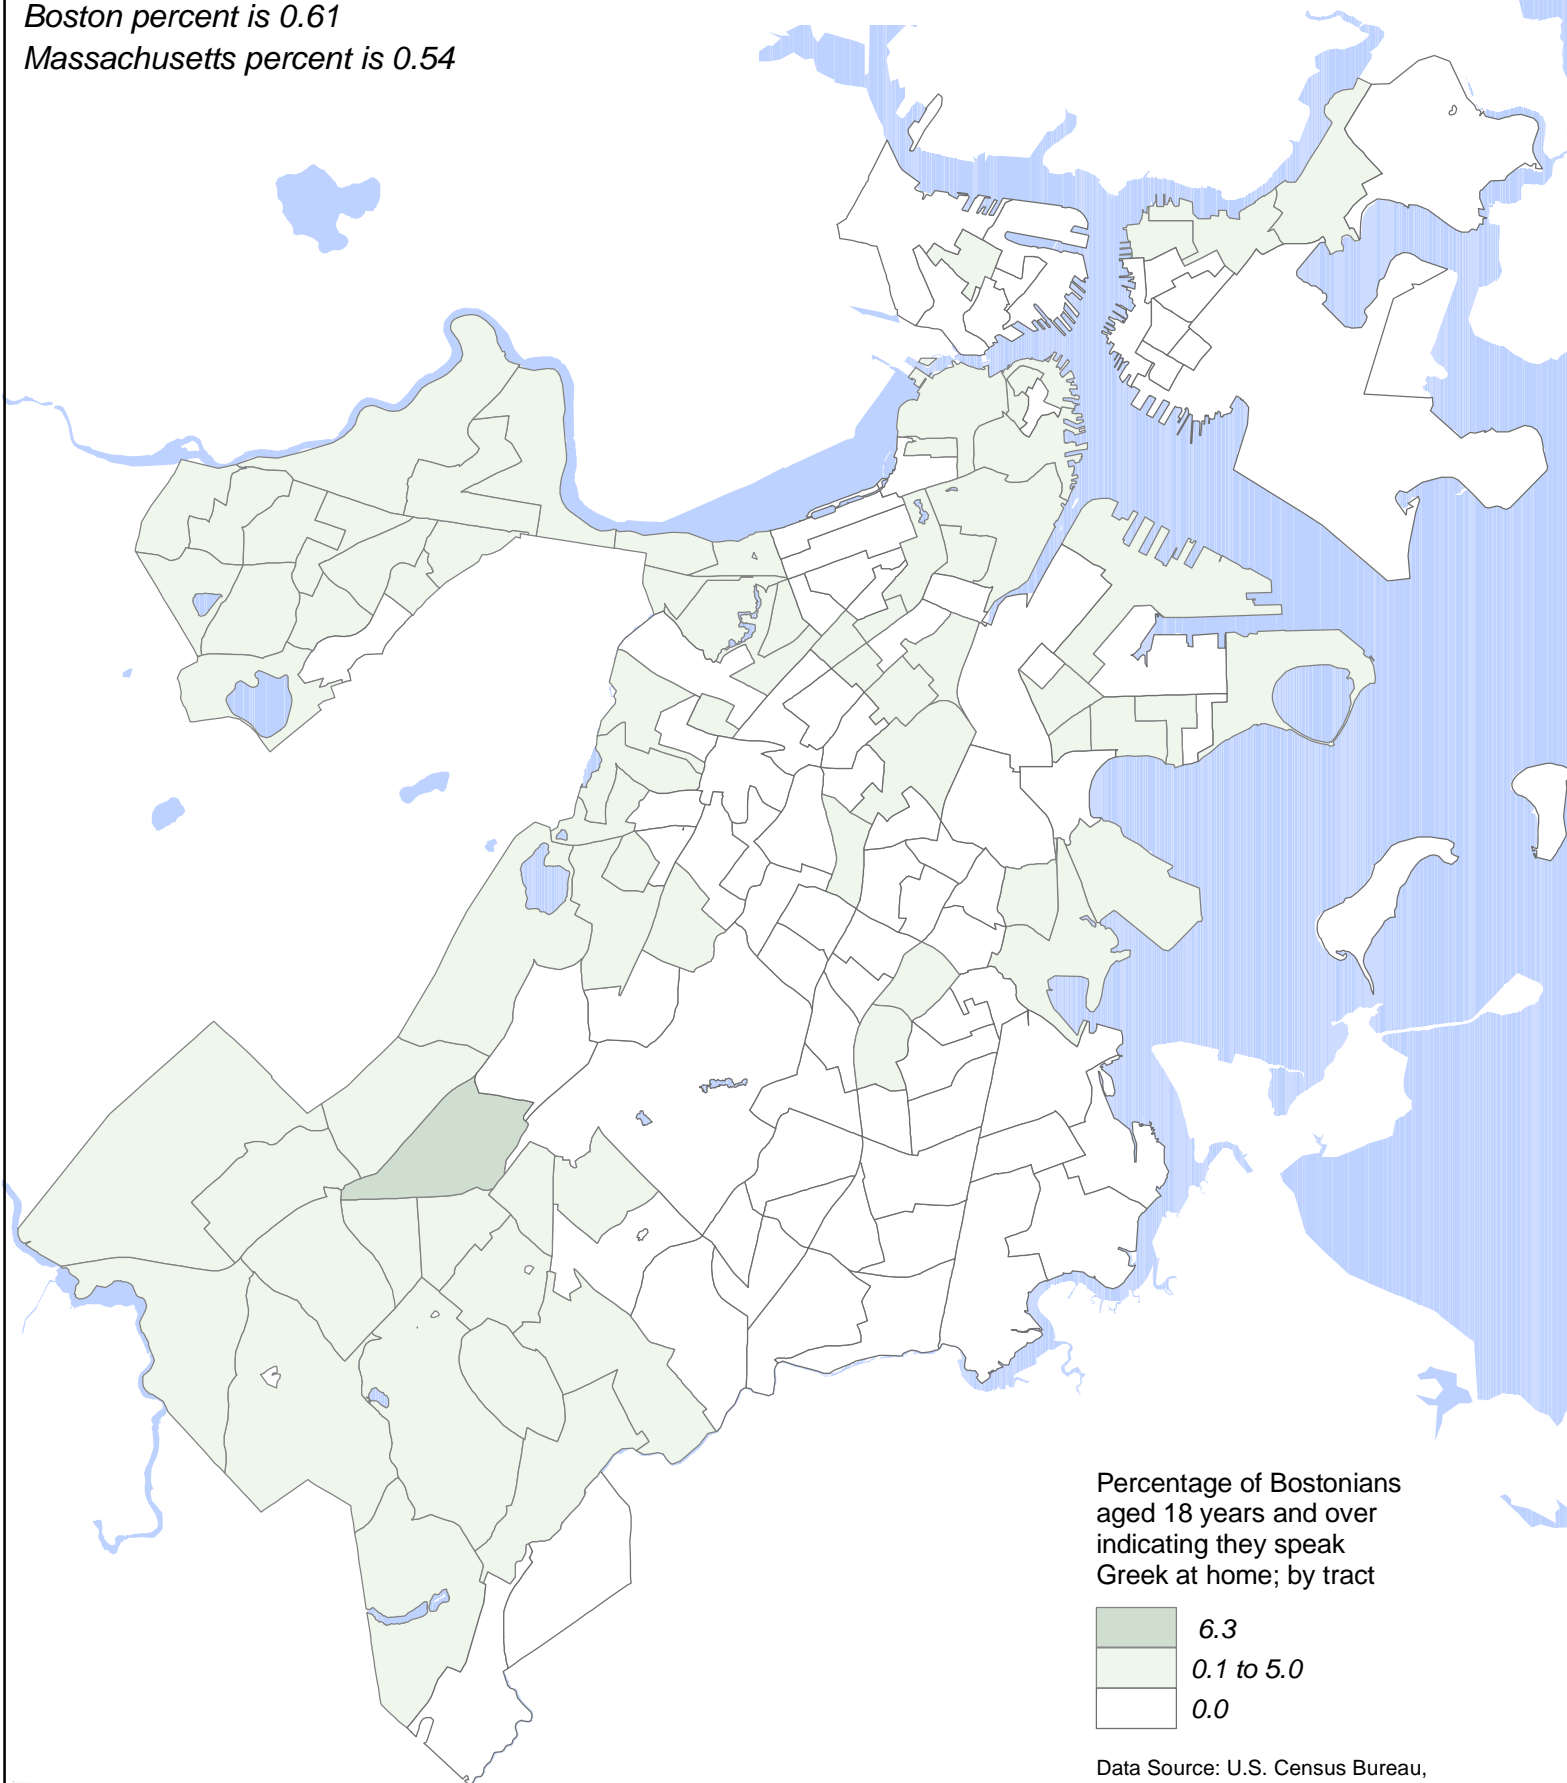 Boston percent is 0.61
Massachusetts percent is 0.54
Percentage of Bostonians
aged 18 years and over
indicating they speak
Greek at home; by tract
6.3
0.1 to 5.0
0.0
Data Source: U.S. Census Bureau,